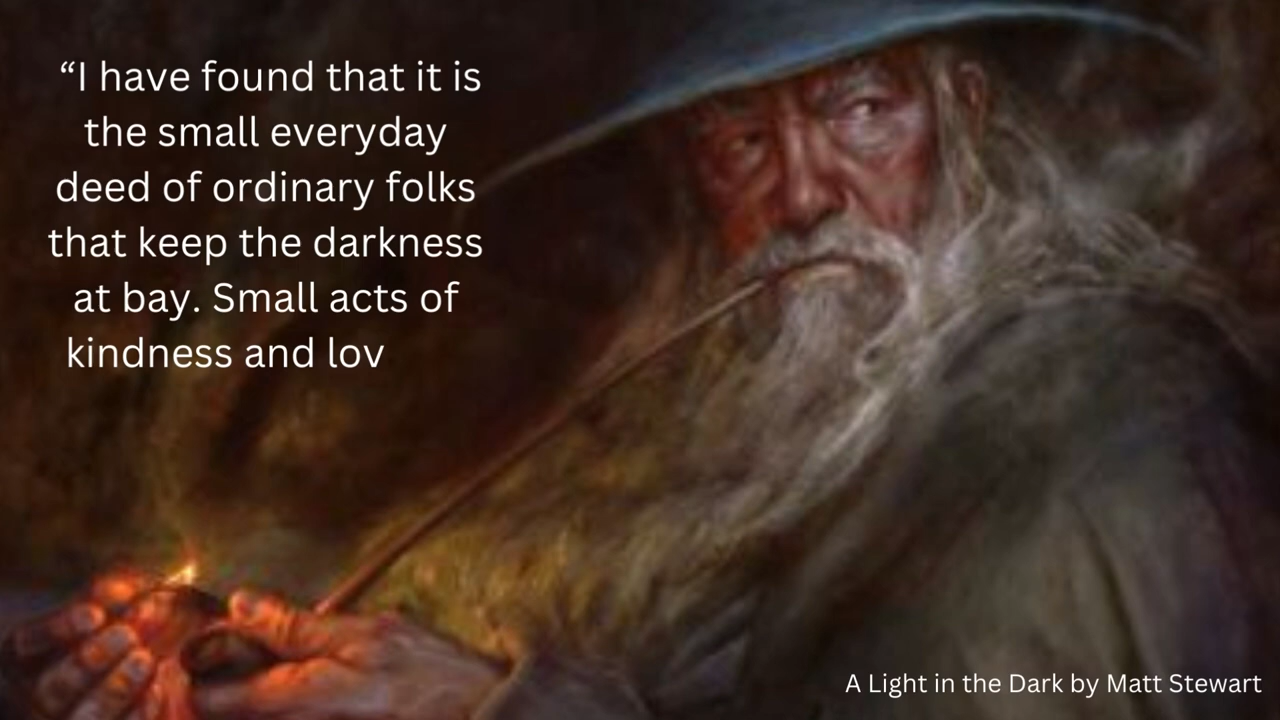 “I have found that it is
the small everyday
deed of ordinary folks
that keep the darkness
at bay. Small acts of
kindness and lov
A Light in the Dark by Matt Stewart